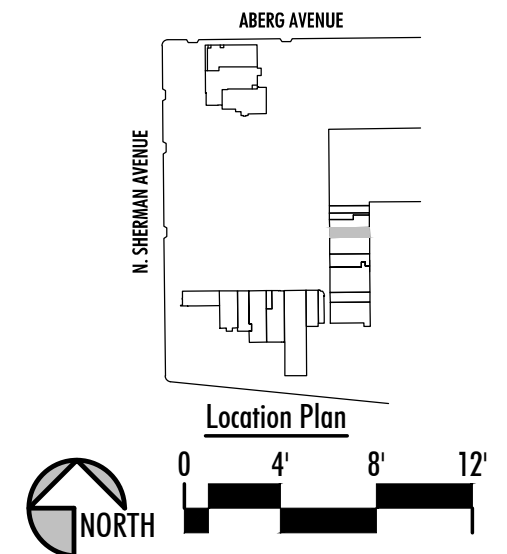 ABERG AVENUE
N. SHERMAN AVENUE
Location Plan
0 4' 8' 12'
NORTH